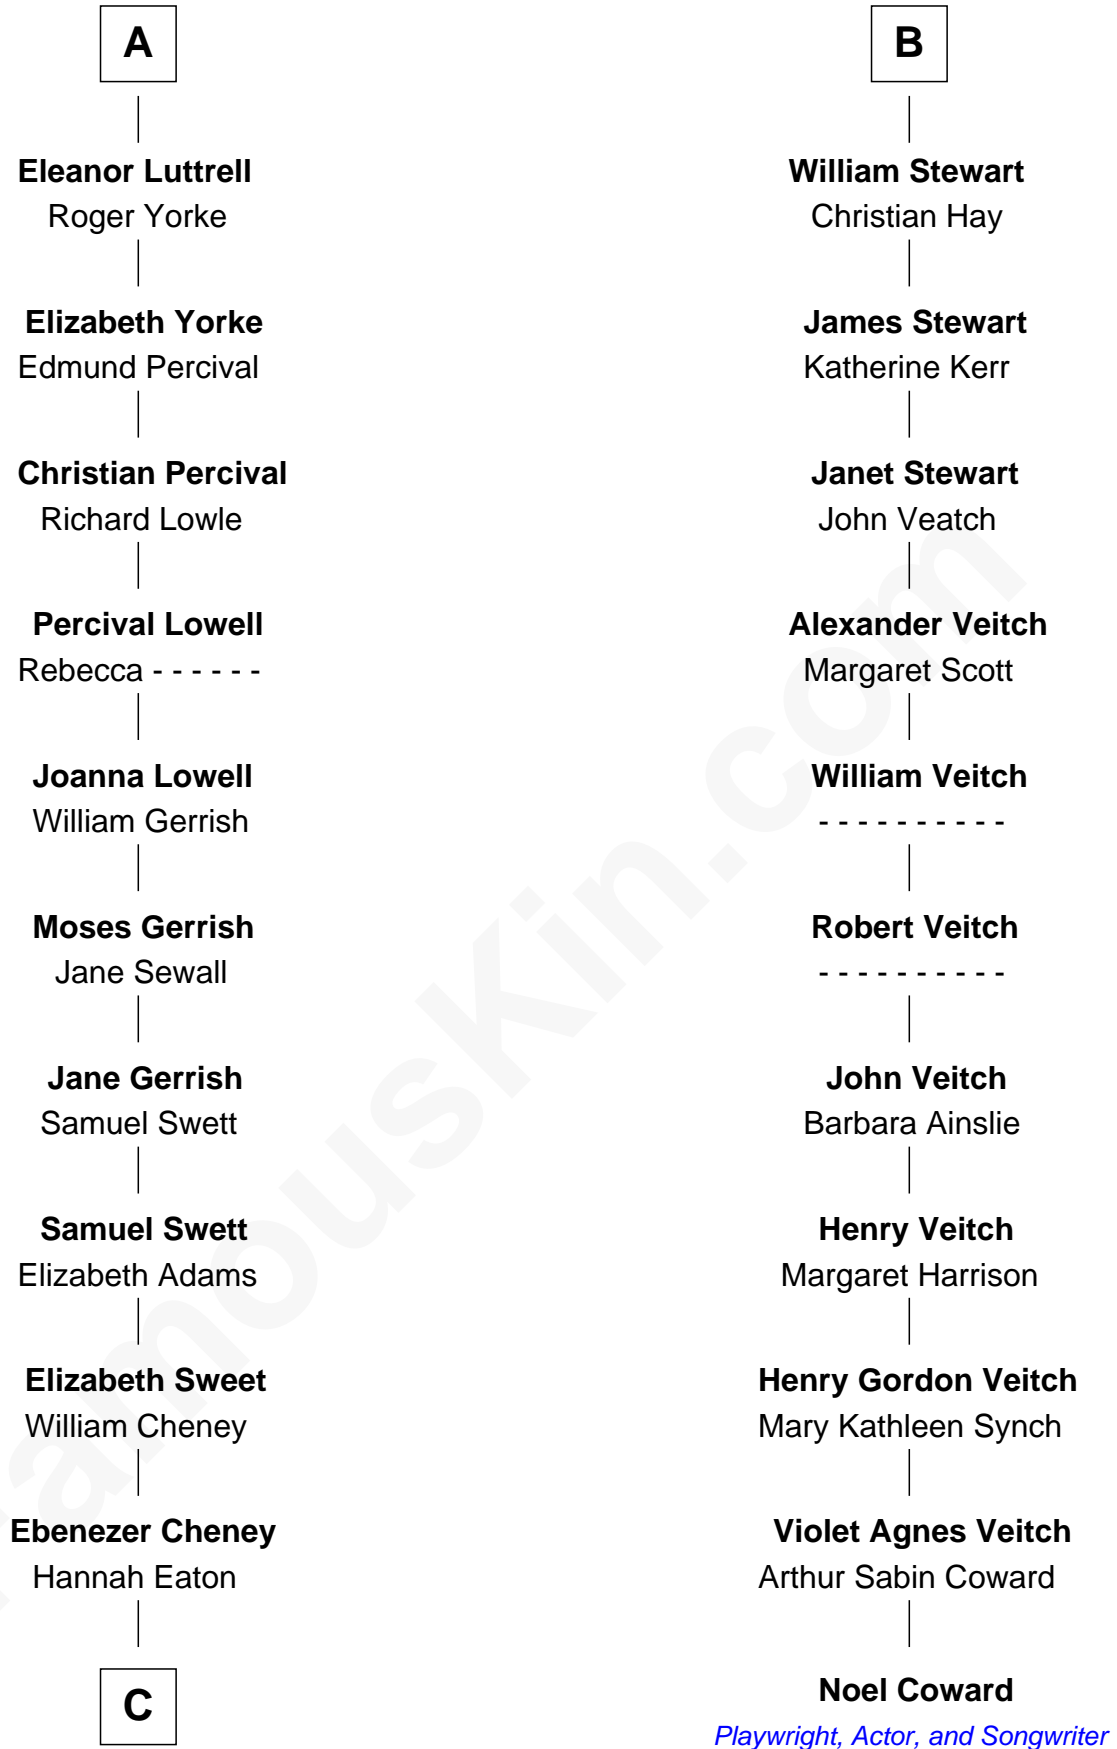 A
Eleanor Luttrell
Roger Yorke
Elizabeth Yorke
Edmund Percival
Christian Percival
Richard Lowle
Percival Lowell
Rebecca - - - - - -
Joanna Lowell
William Gerrish
Moses Gerrish
Jane Sewall
Jane Gerrish
Samuel Swett
Samuel Swett
Elizabeth Adams
Elizabeth Sweet
William Cheney
Ebenezer Cheney
Hannah Eaton
C
B
William Stewart
Christian Hay
James Stewart
Katherine Kerr
Janet Stewart
John Veatch
Alexander Veitch
Margaret Scott
William Veitch
- - - - - - - - - -
Robert Veitch
- - - - - - - - - -
John Veitch
Barbara Ainslie
Henry Veitch
Margaret Harrison
Henry Gordon Veitch
Mary Kathleen Synch
Violet Agnes Veitch
Arthur Sabin Coward
Noel Coward
Playwright, Actor, and Songwriter
FamousKin.com